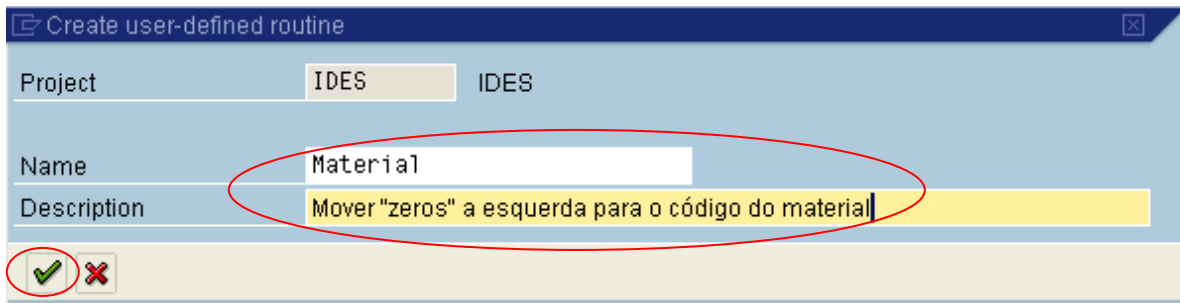 Create user-defined routine
Project IDES IDES
Name Material
Description Mover "zeros" a esquerda para o código do material